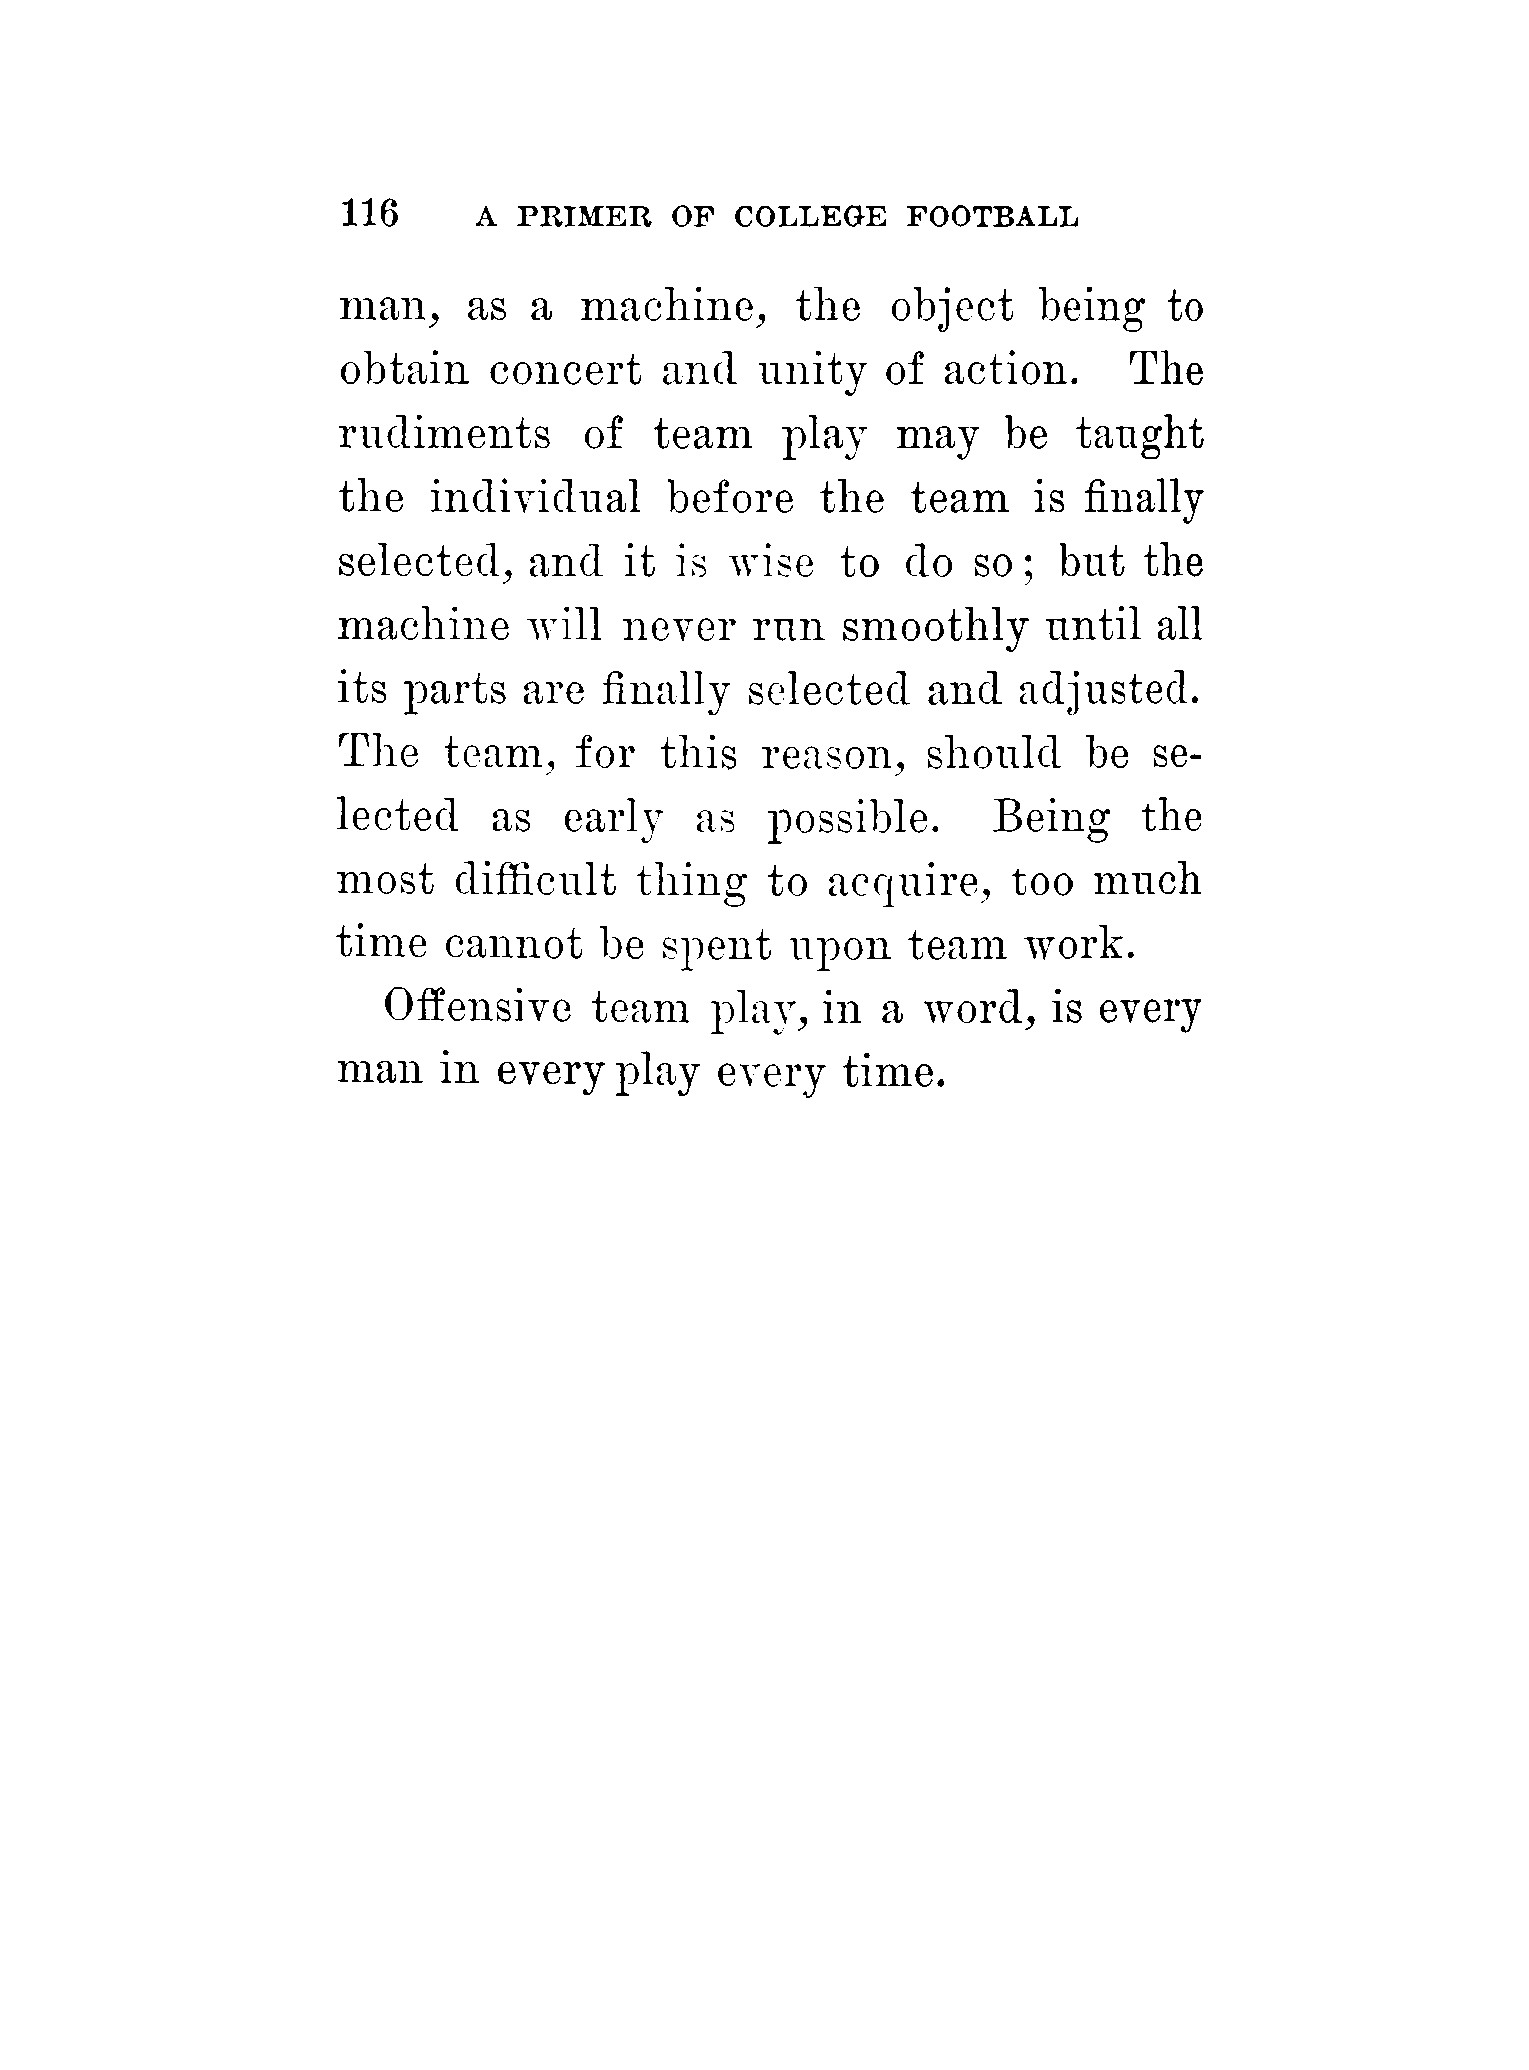 116 A PRIMER OF COLLEGE FOOTBALL
man, as a machine, the object being to
obtain concert and unity of action. The
rudiments of team play may be taught
the individual before the team is finally
selected, and it is wise to do so; but the
machine will never run smoothly until all
its parts are finally selected and adjusted.
The team, for this reason, should be se-
lected as early as possible. Being the
most difficult thing to acquire, too much
time cannot be spent upon team work.
Offensive team play, in a word, is every
man in every play every time.